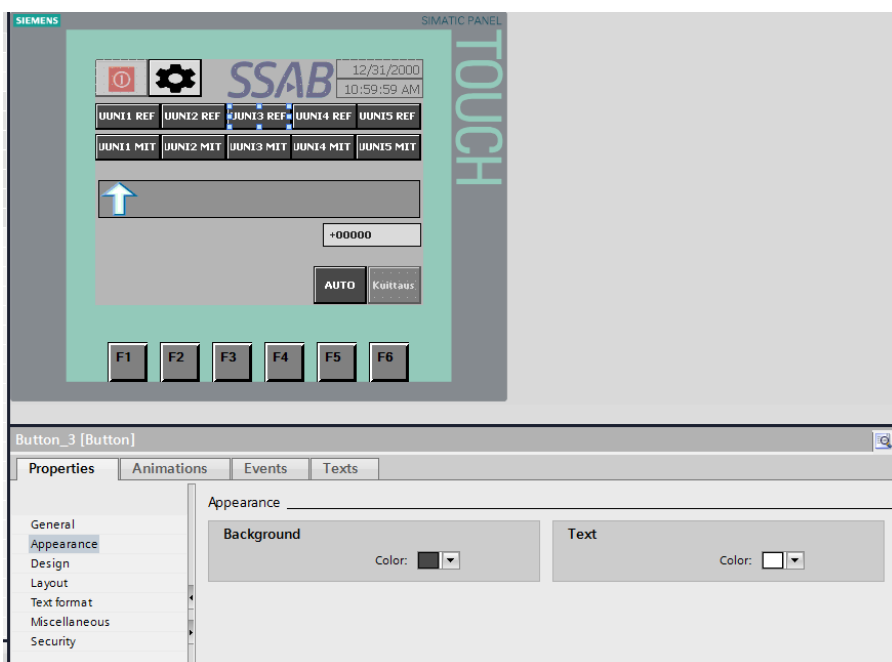 SIEMENS
SIMATIC PANEL
TOUCH
SSAB
12/31/2000
10:59:59 AM
UUNI1 REF UUNI2 REF UUNI3 REF UUNI4 REF UUNI5 REF
UUNI1 MIT UUNI2 MIT UUNI3 MIT UUNI4 MIT UUNI5 MIT
+00000
AUTO Kuittaus
F1 F2 F3 F4 F5 F6
Button_3 [Button]
Properties Animations Events Texts
Appearance
General
Appearance
Design
Layout
Text format
Miscellaneous
Security
Background
Color:
Text
Color: